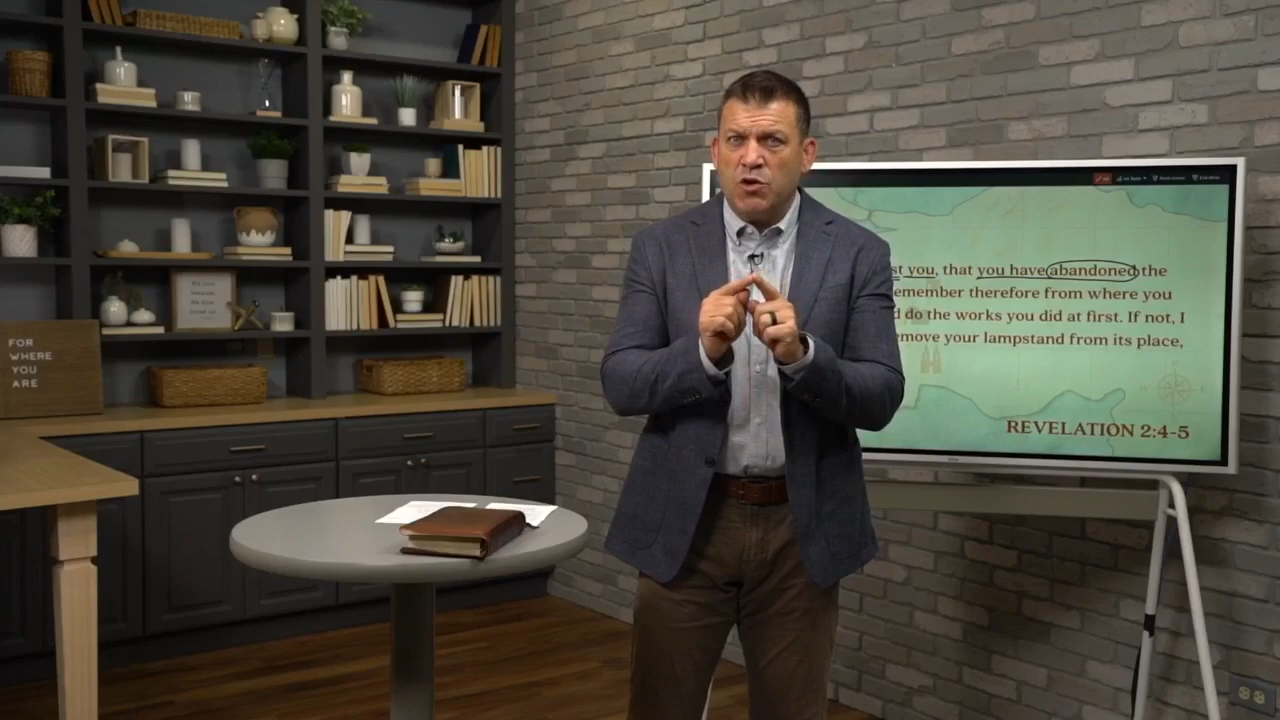 FOR
WHERE
YOU
ARE
st you, that you have abandoned the
emember therefore from where you
d do the works you did at first. If not, I
emove your lampstand from its place,
REVELATION 2:4-5